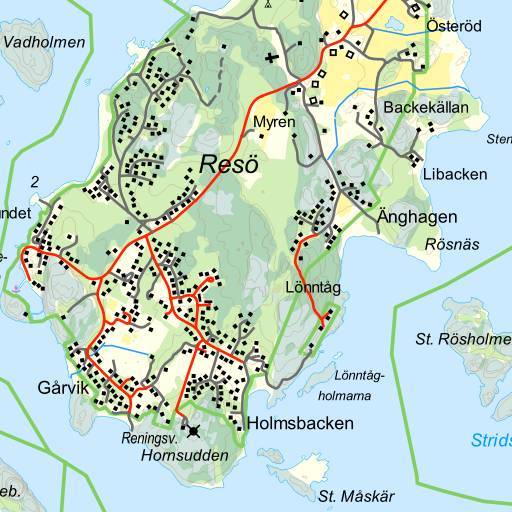 Österöd
Vadholmen
Backekällan
Myren
Sten
Resö
Libacken
2
ndet
Änghagen
Rösnäs
e-
Lönntåg
St. Rösholme
Lönntåg-
holmarna
Gårvik
Holmsbacken
Reningsv.
Hornsudden
Strids
eb.
St. Måskär